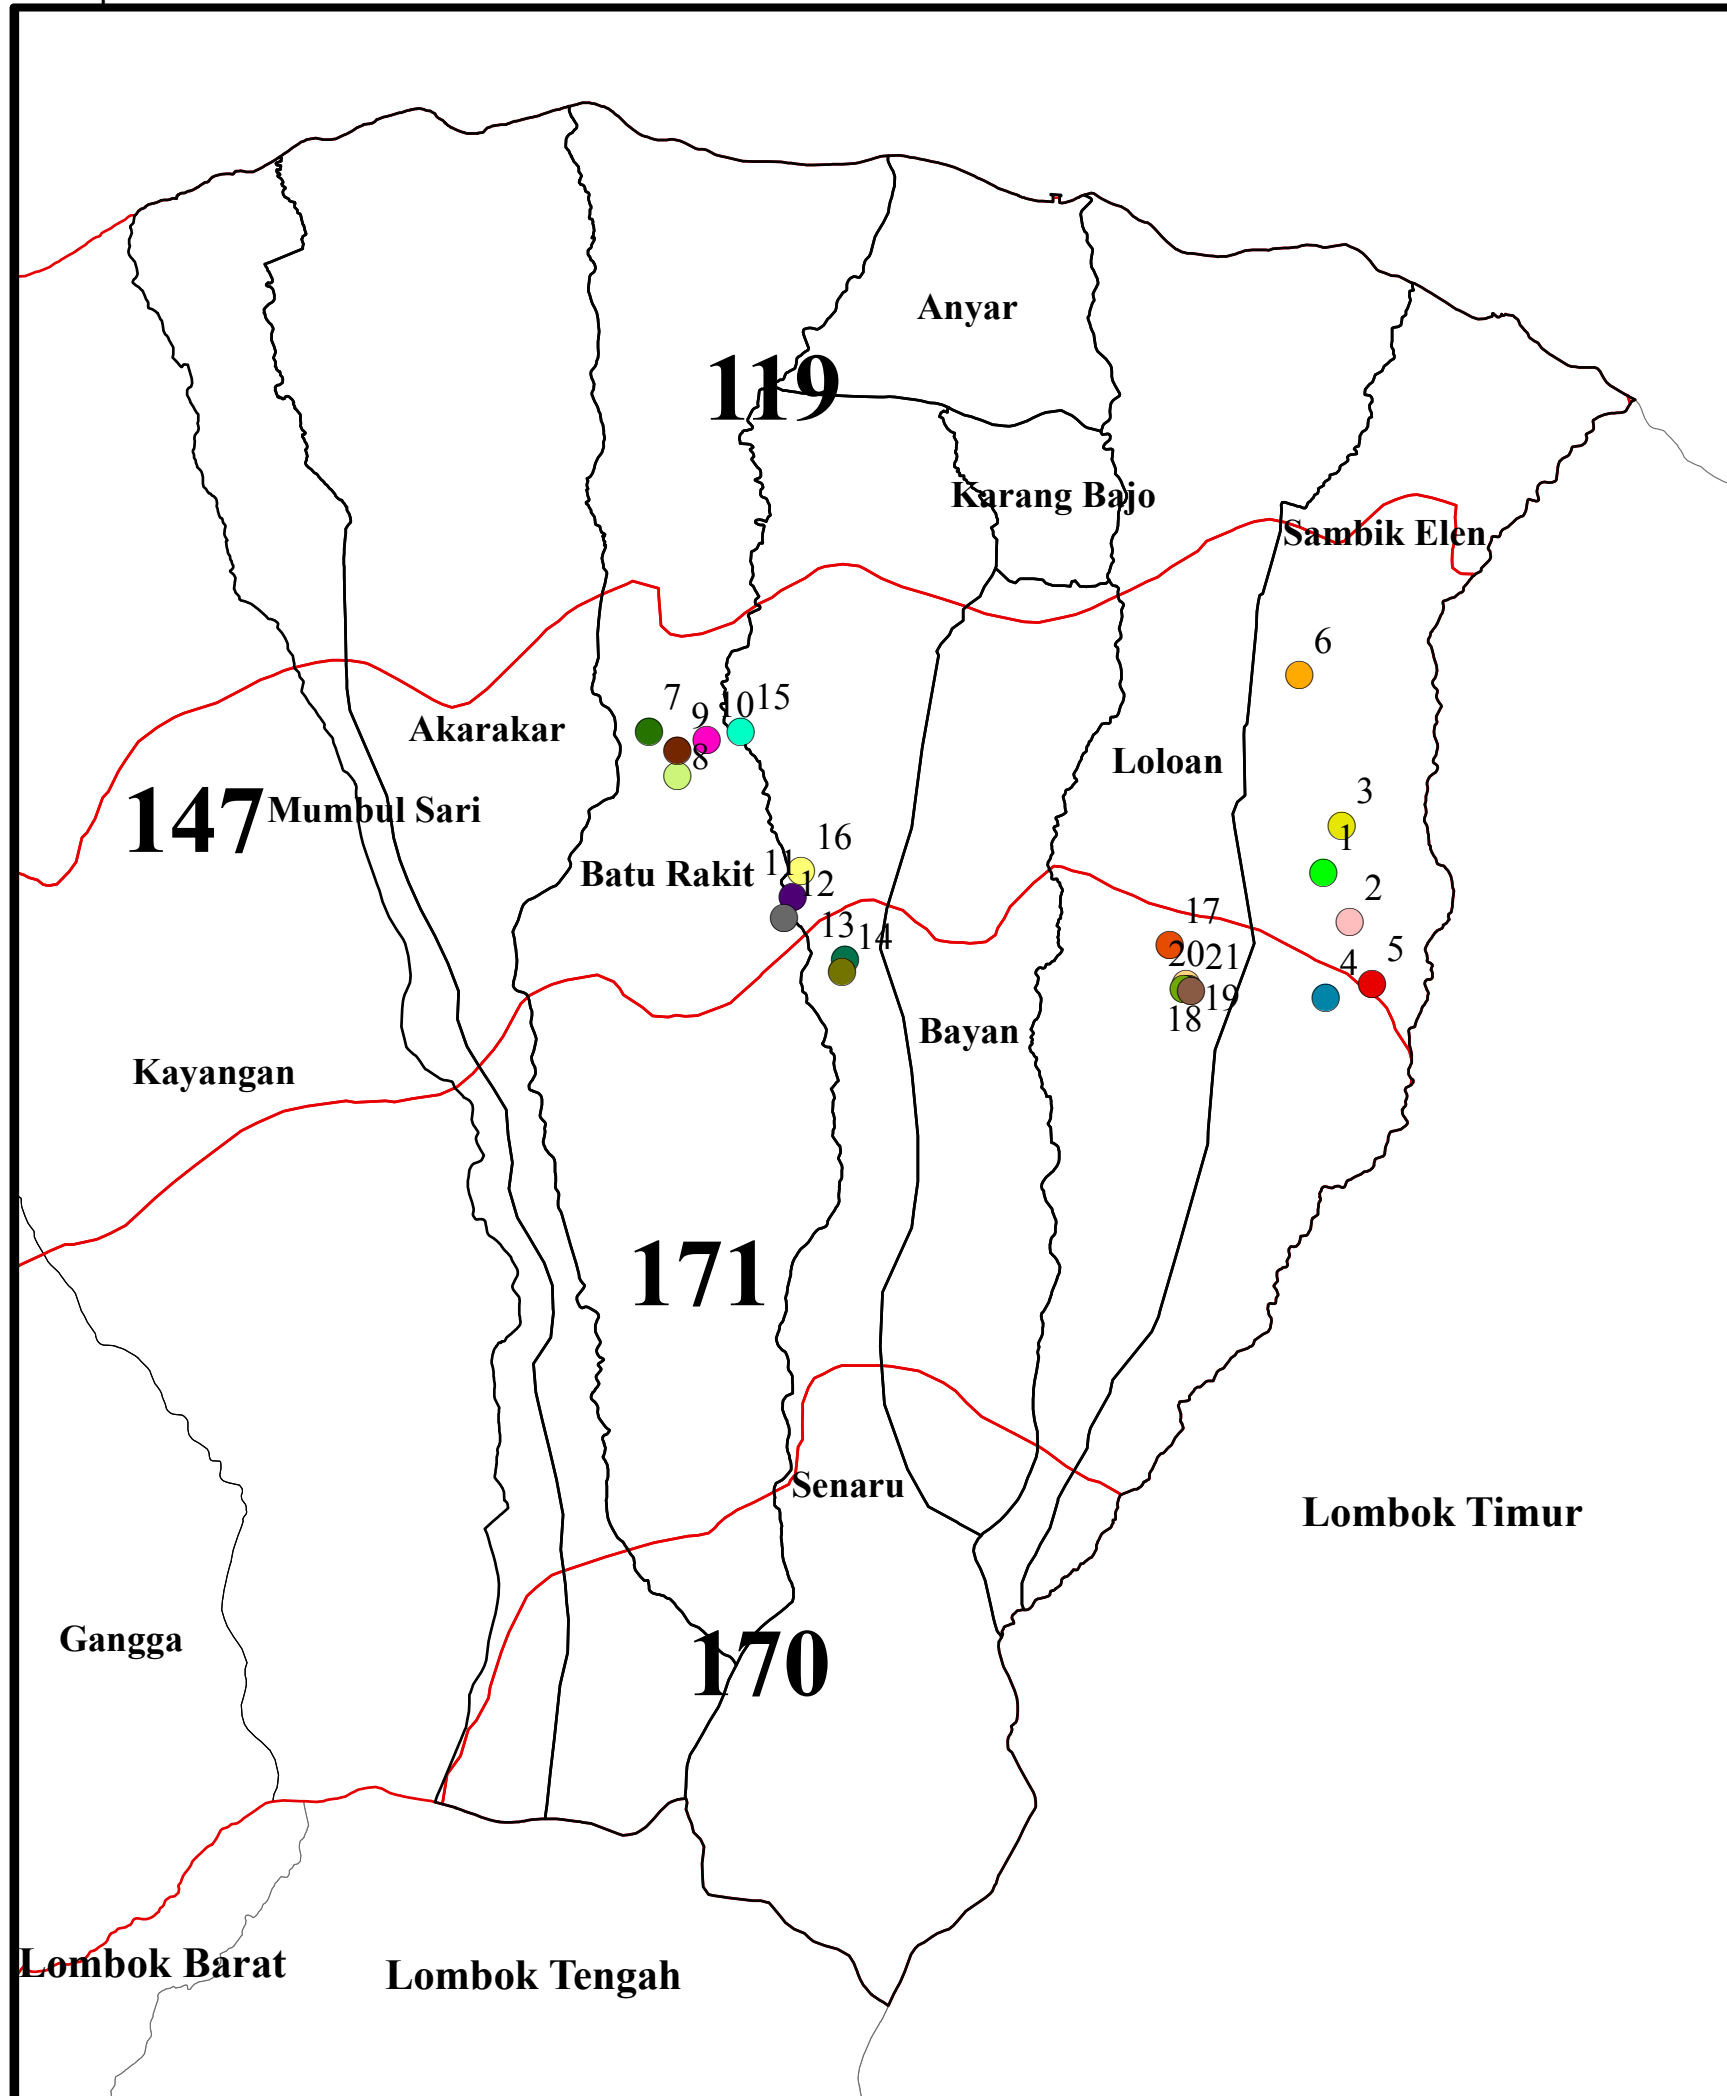 Anyar
119
Karang Bajo
Sambik Elen
6
7
9
10
15
Akarakar
8
Loloan
3
147
Mumbul Sari
16
1
11
Batu Rakit
12
2
13
17
14
5
20
21
4
19
18
Bayan
Kayangan
171
Senaru
Lombok Timur
Gangga
170
Lombok Barat
Lombok Tengah